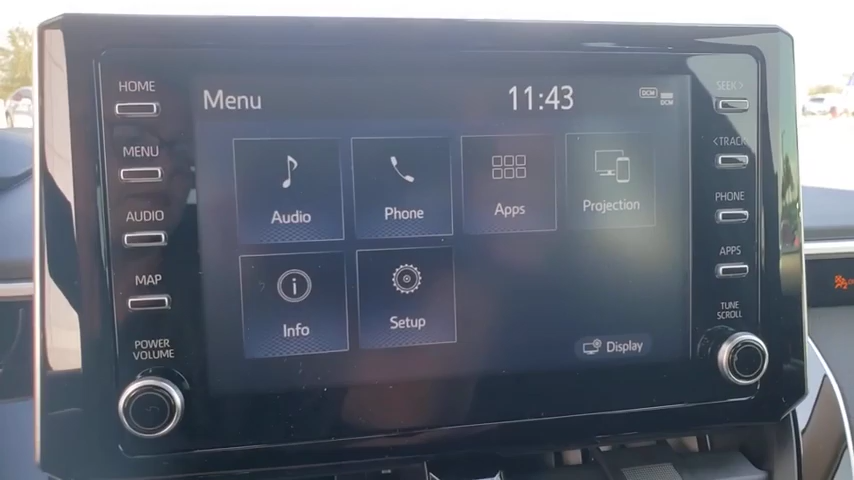 HOME
MENU
AUDIO
MAP
POWER
VOLUME
Menu
11:43
DCM
DCM
Audio
Phone
Apps
Projection
Info
Setup
Display
SEEK >
< TRACK
PHONE
APPS
TUNE
SCROLL